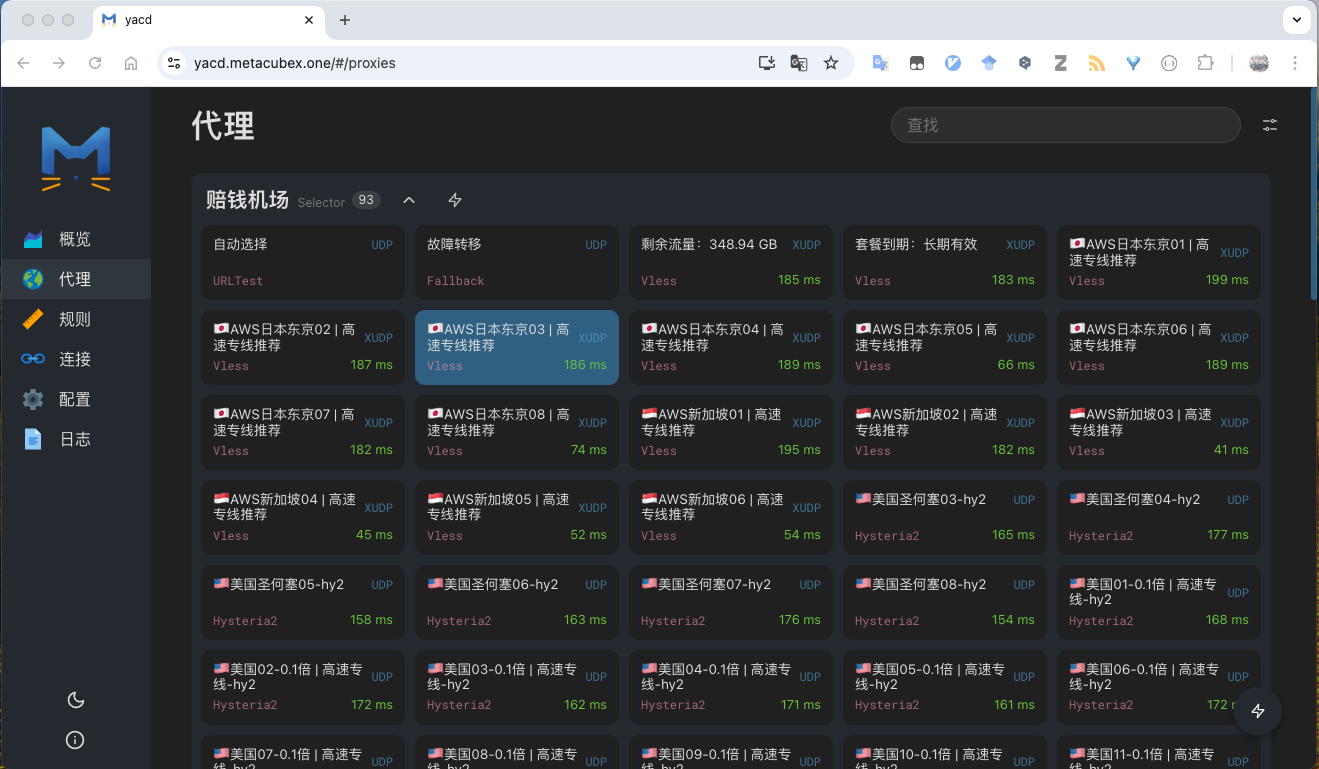 yacd
yacd.metacubex.one/#/proxies
代理
查找
概览
代理
规则
连接
配置
日志
赔钱机场 Selector 93
自动选择 UDP
URLTest
故障转移 UDP
Fallback
剩余流量：348.94 GB XUDP
Vless 185 ms
套餐到期：长期有效 XUDP
Vless 183 ms
🇯🇵AWS日本东京01 | 高
速专线推荐 XUDP
Vless 199 ms
🇯🇵AWS日本东京02 | 高
速专线推荐 XUDP
Vless 187 ms
🇯🇵AWS日本东京03 | 高
速专线推荐 XUDP
Vless 186 ms
🇯🇵AWS日本东京04 | 高
速专线推荐 XUDP
Vless 189 ms
🇯🇵AWS日本东京05 | 高
速专线推荐 XUDP
Vless 66 ms
🇯🇵AWS日本东京06 | 高
速专线推荐 XUDP
Vless 189 ms
🇯🇵AWS日本东京07 | 高
速专线推荐 XUDP
Vless 182 ms
🇯🇵AWS日本东京08 | 高
速专线推荐 XUDP
Vless 74 ms
🇸🇬AWS新加坡01 | 高速
专线推荐 XUDP
Vless 195 ms
🇸🇬AWS新加坡02 | 高速
专线推荐 XUDP
Vless 182 ms
🇸🇬AWS新加坡03 | 高速
专线推荐 XUDP
Vless 41 ms
🇸🇬AWS新加坡04 | 高速
专线推荐 XUDP
Vless 45 ms
🇸🇬AWS新加坡05 | 高速
专线推荐 XUDP
Vless 52 ms
🇸🇬AWS新加坡06 | 高速
专线推荐 XUDP
Vless 54 ms
🇺🇸美国圣何塞03-hy2 UDP
Hysteria2 165 ms
🇺🇸美国圣何塞04-hy2 UDP
Hysteria2 177 ms
🇺🇸美国圣何塞05-hy2 UDP
Hysteria2 158 ms
🇺🇸美国圣何塞06-hy2 UDP
Hysteria2 163 ms
🇺🇸美国圣何塞07-hy2 UDP
Hysteria2 176 ms
🇺🇸美国圣何塞08-hy2 UDP
Hysteria2 154 ms
🇺🇸美国01-0.1倍 | 高速专
线-hy2 UDP
Hysteria2 168 ms
🇺🇸美国02-0.1倍 | 高速专
线-hy2 UDP
Hysteria2 172 ms
🇺🇸美国03-0.1倍 | 高速专
线-hy2 UDP
Hysteria2 162 ms
🇺🇸美国04-0.1倍 | 高速专
线-hy2 UDP
Hysteria2 171 ms
🇺🇸美国05-0.1倍 | 高速专
线-hy2 UDP
Hysteria2 161 ms
🇺🇸美国06-0.1倍 | 高速专
线-hy2 UDP
Hysteria2 172
🇺🇸美国07-0.1倍 | 高速专
线-hy2 UDP
🇺🇸美国08-0.1倍 | 高速专
线-hy2 UDP
🇺🇸美国09-0.1倍 | 高速专
线-hy2 UDP
🇺🇸美国10-0.1倍 | 高速专
线-hy2 UDP
🇺🇸美国11-0.1倍 | 高速专
线-hy2 UDP